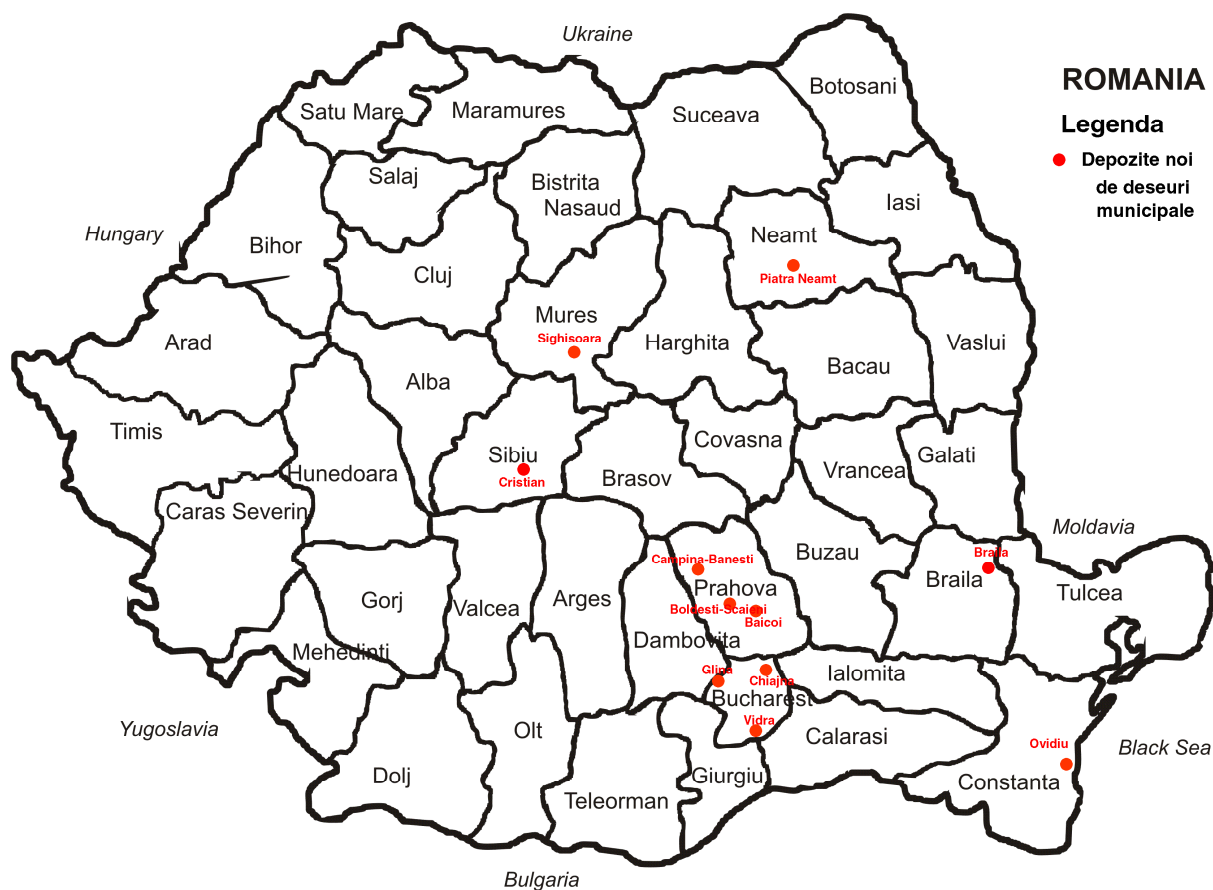 Ukraine
ROMANIA
Legenda
Depozite noi
de deseuri
municipale
Botosani
Satu Mare
Maramures
Suceava
Salaj
Bistrita
Nasaud
Iasi
Hungary
Bihor
Neamt
Cluj
Piatra Neamt
Mures
Sighisoara
Arad
Harghita
Vaslui
Alba
Bacau
Timis
Covasna
Sibiu
Cristian
Galati
Hunedoara
Brasov
Vrancea
Caras Severin
Moldavia
Campina-Banesti
Buzau
Braila
Braila
Prahova
Tulcea
Gorj
Valcea
Arges
Boldesti-Scaieni
Baicoi
Dambovita
Mehedinti
Glina
Chiajna
Ialomita
Bucharest
Vidra
Yugoslavia
Olt
Calarasi
Ovidiu
Black Sea
Dolj
Giurgiu
Constanta
Teleorman
Bulgaria